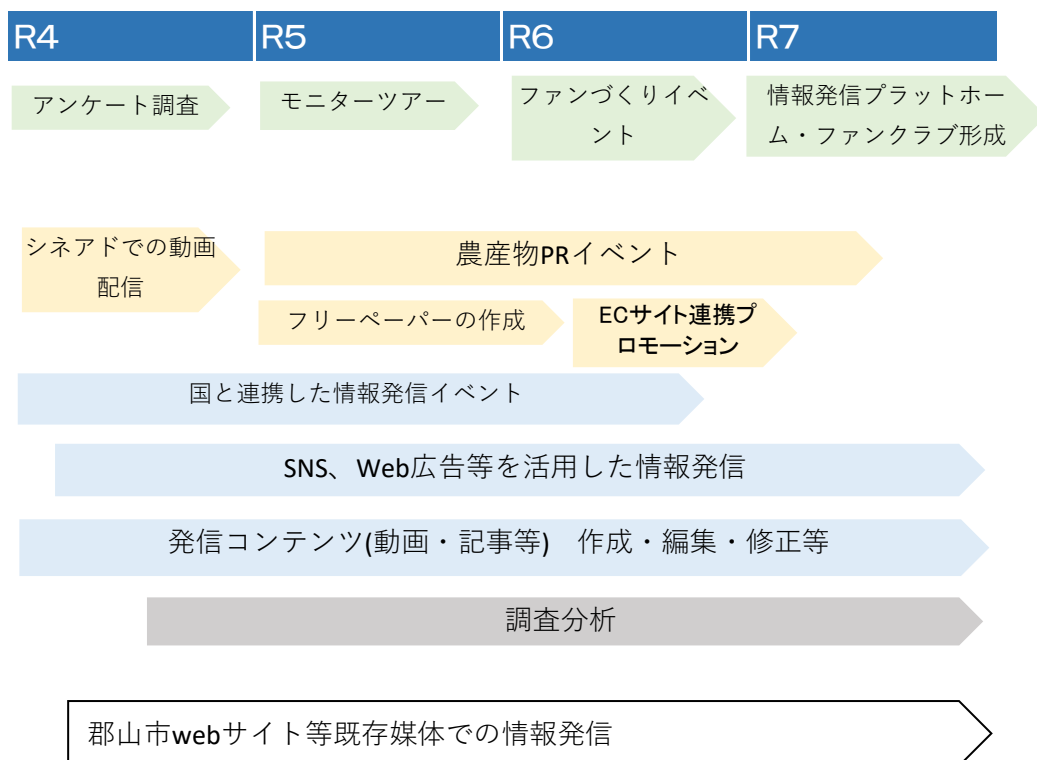 R4 R5 R6 R7
アンケート調査
モニターツアー
ファンづくりイベ
ント
情報発信プラットホー
ム・ファンクラブ形成
シネアドでの動画
配信
農産物PRイベント
フリーペーパーの作成
ECサイト連携プ
ロモーション
国と連携した情報発信イベント
SNS、Web広告等を活用した情報発信
発信コンテンツ(動画・記事等)　作成・編集・修正等
調査分析
郡山市webサイト等既存媒体での情報発信